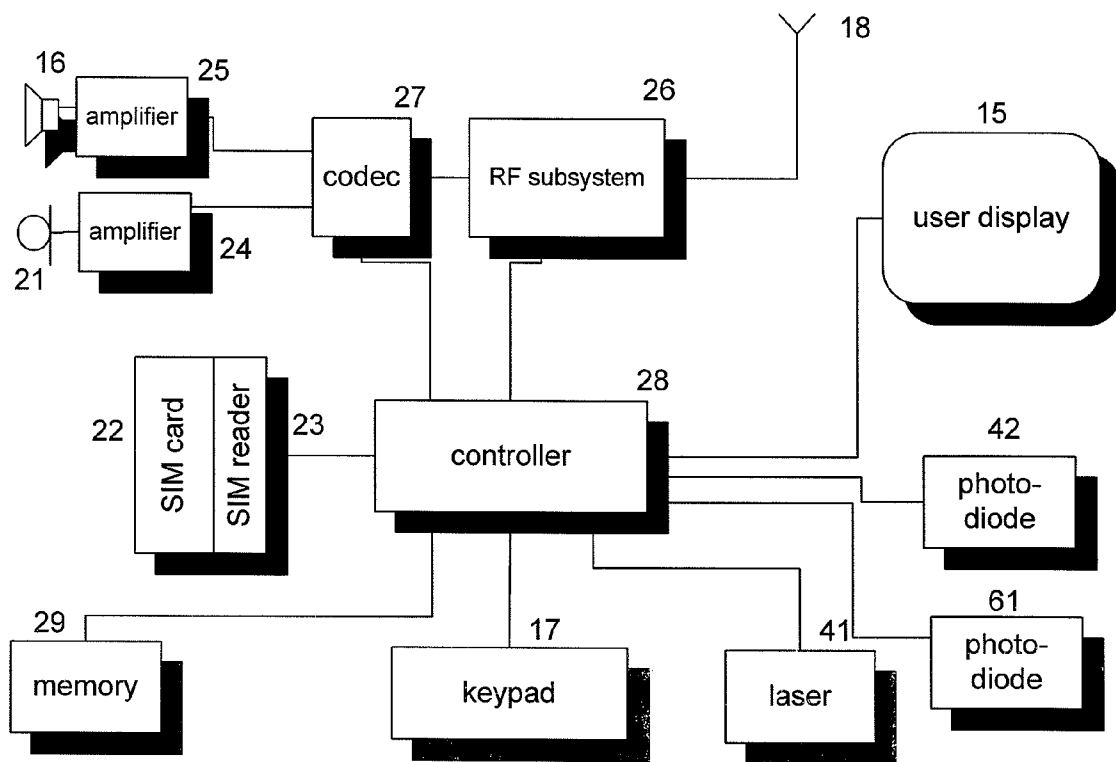 16
25
18
amplifier
27
26
15
codec
RF subsystem
user display
amplifier
21
24
28
22
SIM card
SIM reader
23
controller
42
photo-
diode
29
17
41
61
memory
keypad
laser
photo-
diode